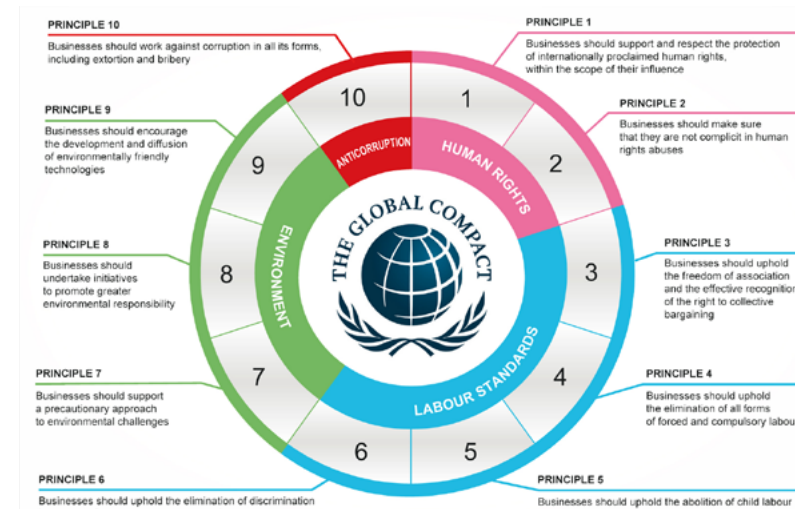 PRINCIPLE 10
Businesses should work against corruption in all its forms,
including extortion and bribery
PRINCIPLE 1
Businesses should support and respect the protection
of internationally proclaimed human rights,
within the scope of their influence
PRINCIPLE 2
Businesses should make sure
that they are not complicit in human
rights abuses
PRINCIPLE 3
Businesses should uphold
the freedom of association
and the effective recognition
of the right to collective
bargaining
PRINCIPLE 4
Businesses should uphold
the elimination of all forms
of forced and compulsory labou
PRINCIPLE 5
Businesses should uphold the abolition of child labour
PRINCIPLE 6
Businesses should uphold the elimination of discrimination
PRINCIPLE 7
Businesses should support
a precautionary approach
to environmental challenges
PRINCIPLE 8
Businesses should
undertake initiatives
to promote greater
environmental responsibility
PRINCIPLE 9
Businesses should encourage
the development and diffusion
of environmentally friendly
technologies
10
1
2
3
4
5
6
7
8
9
ANTICORRUPTION
HUMAN RIGHTS
LABOUR STANDARDS
ENVIRONMENT
THE GLOBAL COMPACT